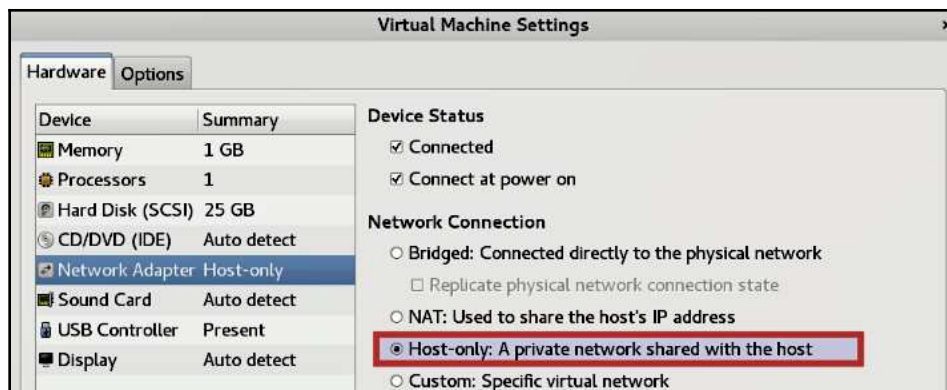 Virtual Machine Settings
Hardware Options
Device Summary
Memory 1 GB
Processors 1
Hard Disk (SCSI) 25 GB
CD/DVD (IDE) Auto detect
Network Adapter Host-only
Sound Card Auto detect
USB Controller Present
Display Auto detect
Device Status
Connected
Connect at power on
Network Connection
Bridged: Connected directly to the physical network
Replicate physical network connection state
NAT: Used to share the host's IP address
Host-only: A private network shared with the host
Custom: Specific virtual network